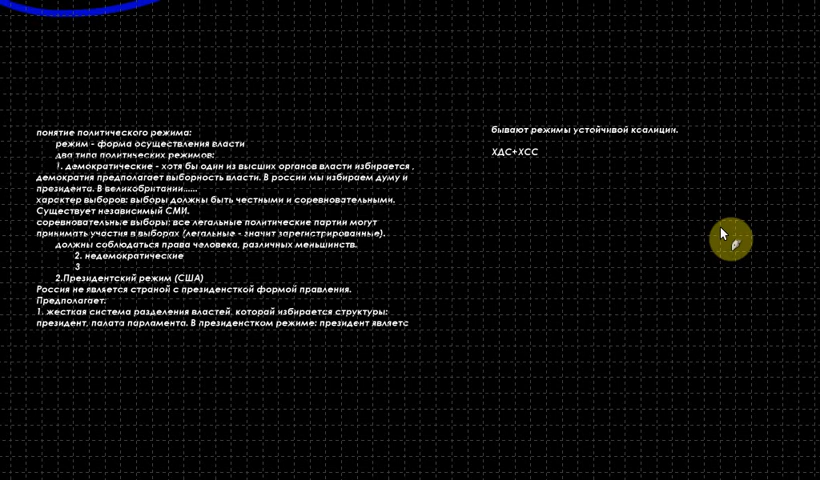 понятие политического режима:
режим - форма осуществления власти
два типа политических режимов:
1. демократические - хотя бы один из высших органов власти избирается ,
демократия предполагает выборность власти. В россии мы избираем думу и
президента. В великобритании......
характер выборов: выборы должны быть честными и соревновательными.
Существует независимый СМИ.
соревновательные выборы: все легальные политические партии могут
принимать участия в выборах (легальные - значит зарегистрированные).
должны соблюдаться права человека, различных меньшинств.
2. недемократические
3
2.Президентский режим (США)
Россия не является страной с президенсткой формой правления.
Предполагает:
1. жесткая система разделения властей, которай избирается структуры:
президент, палата парламента. В президенстком режиме: президент являетс
бывают режимы устойчивой коалиции.
ХДС+ХСС